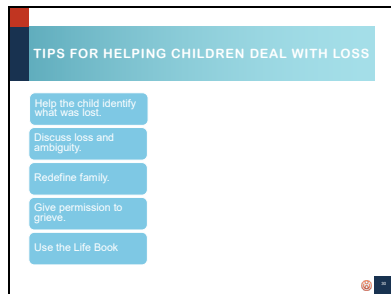 TIPS FOR HELPING CHILDREN DEAL WITH LOSS
Help the child identify
what was lost.
Discuss loss and
ambiguity.
Redefine family.
Give permission to
grieve.
Use the Life Book